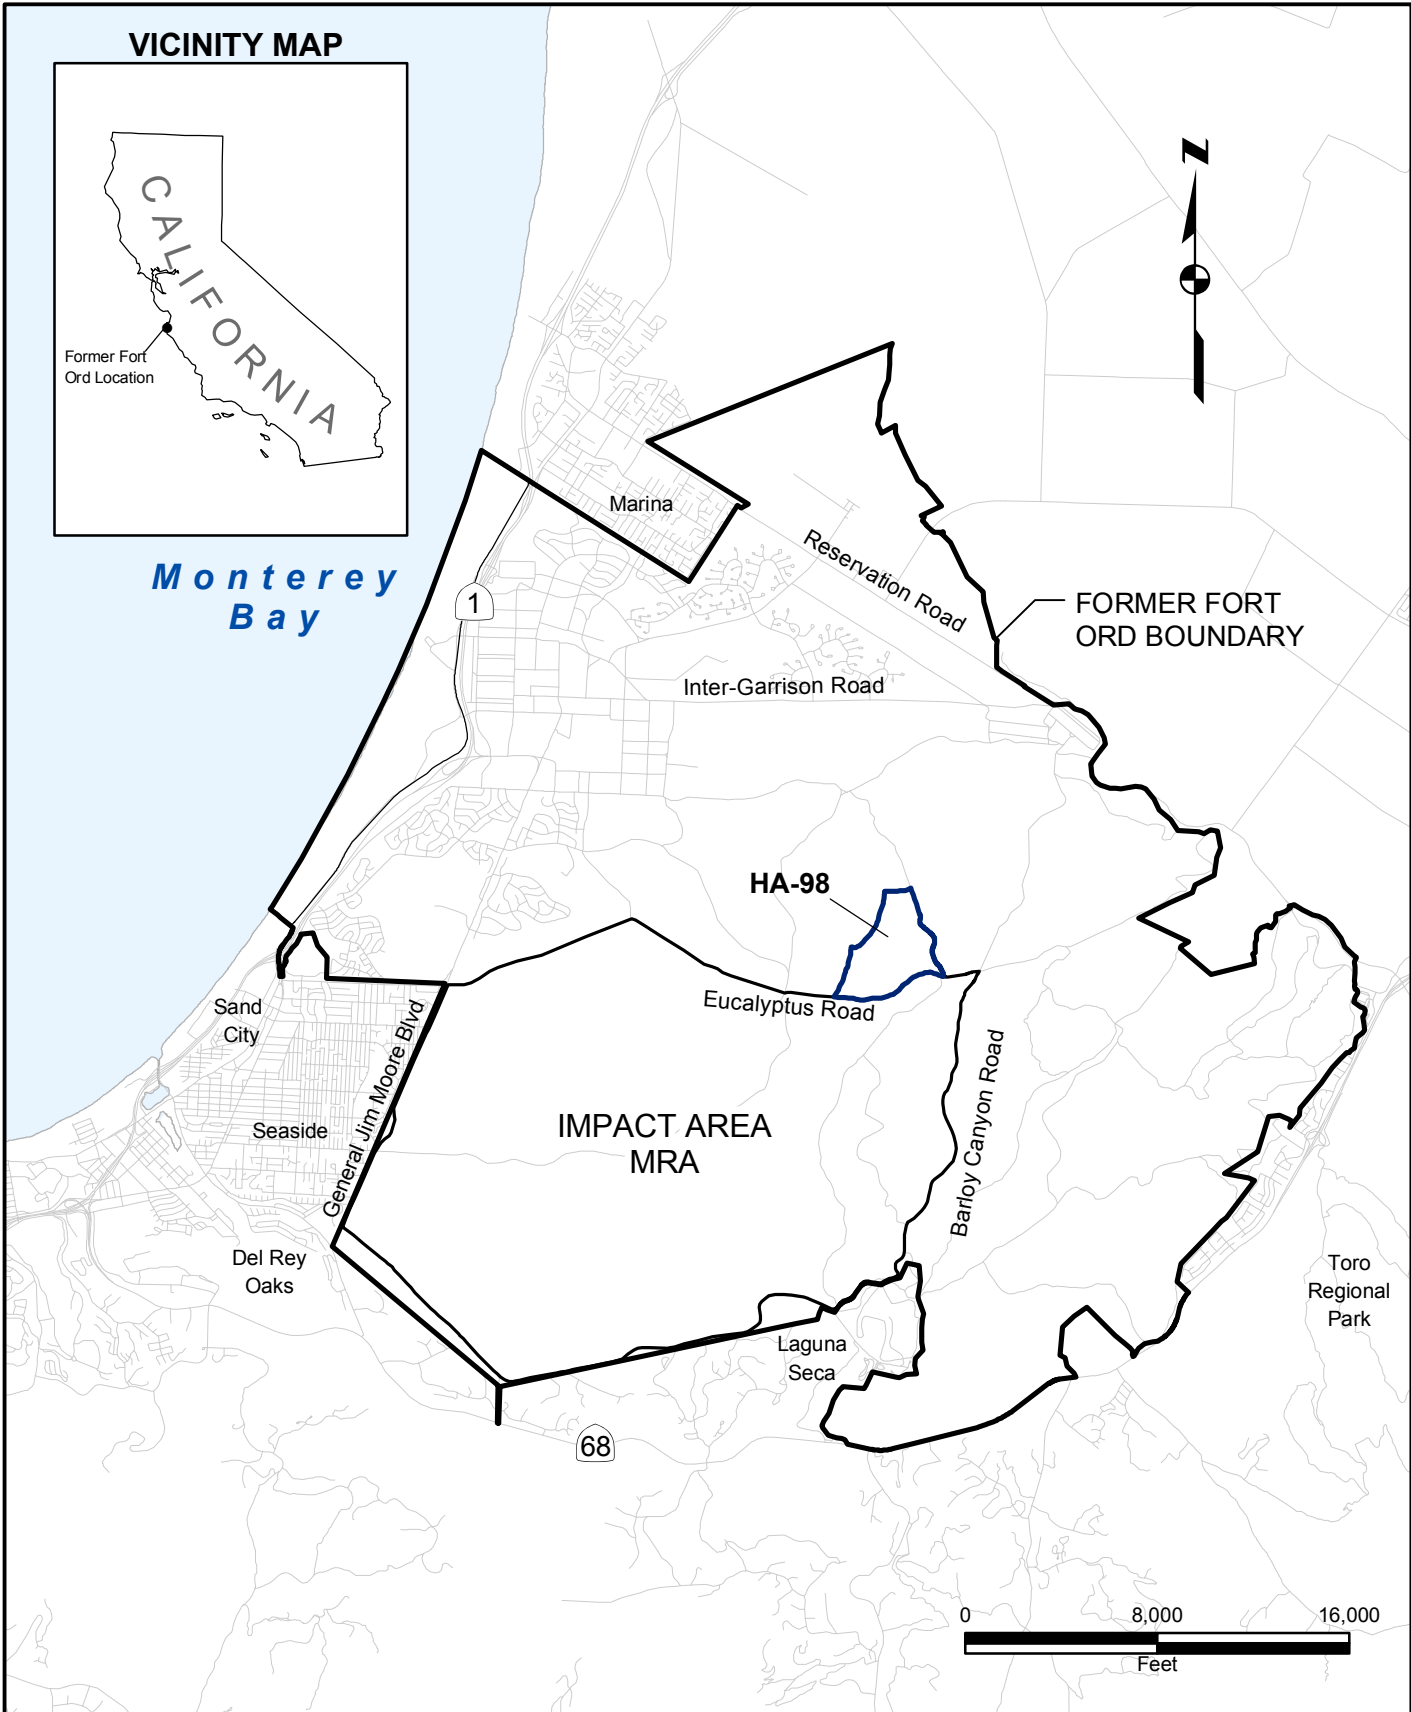 VICINITY MAP
CALIFORNIA
Former Fort
Ord Location
Monterey
Bay
Z
Marina
1
Reservation Road
FORMER FORT
ORD BOUNDARY
Inter-Garrison Road
HA-98
Eucalyptus Road
Sand
City
General Jim Moore Blvd
Seaside
IMPACT AREA
MRA
Barloy Canyon Road
Del Rey
Oaks
Toro
Regional
Park
Laguna
Seca
68
0 8,000 16,000
Feet